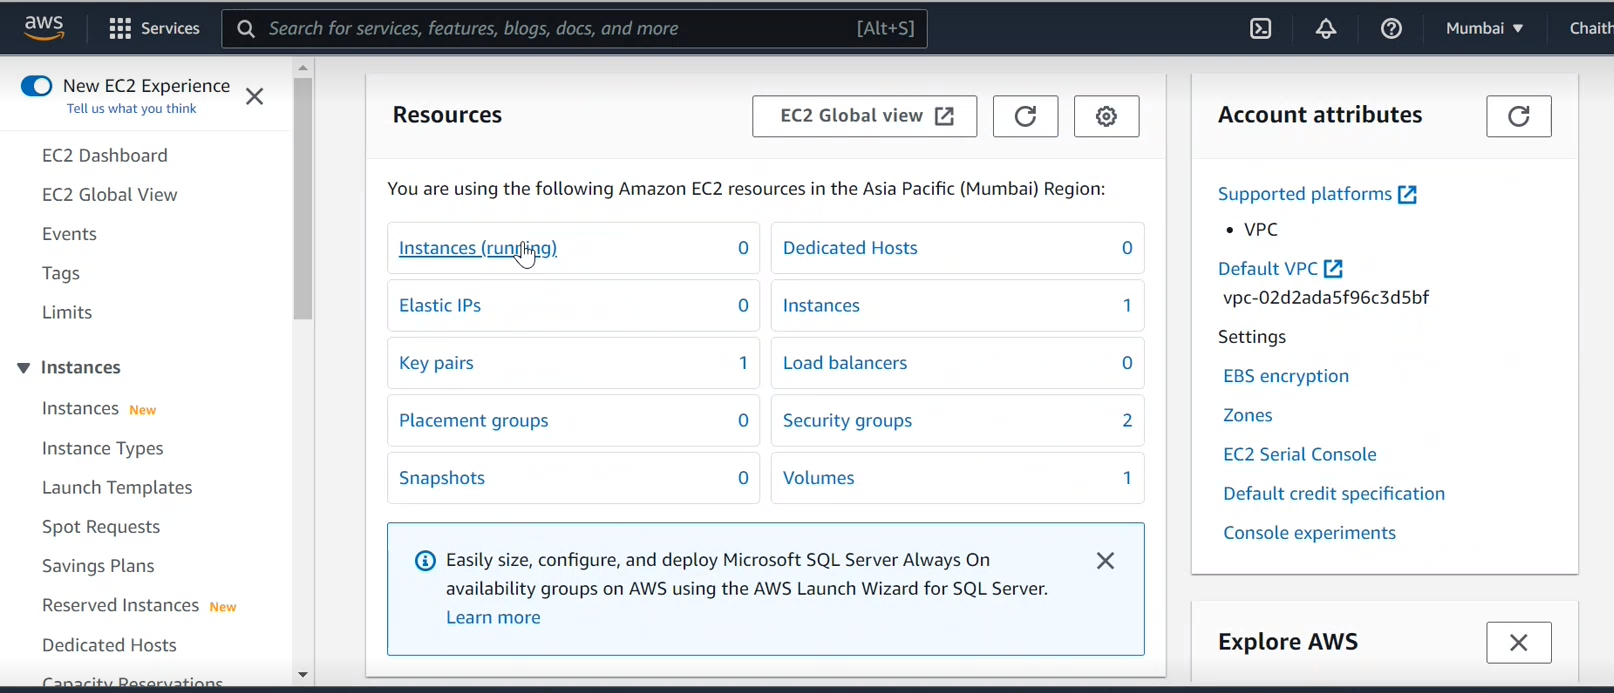 aws
Services
Search for services, features, blogs, docs, and more
[Alt+S]
Mumbai
Chaith
New EC2 Experience
Tell us what you think
EC2 Dashboard
EC2 Global View
Events
Tags
Limits
Instances
Instances New
Instance Types
Launch Templates
Spot Requests
Savings Plans
Reserved Instances New
Dedicated Hosts
Capacity Reservations
Resources
EC2 Global view
You are using the following Amazon EC2 resources in the Asia Pacific (Mumbai) Region:
Instances (running) 0
Dedicated Hosts 0
Elastic IPs 0
Instances 1
Key pairs 1
Load balancers 0
Placement groups 0
Security groups 2
Snapshots 0
Volumes 1
Easily size, configure, and deploy Microsoft SQL Server Always On
availability groups on AWS using the AWS Launch Wizard for SQL Server.
Learn more
Account attributes
Supported platforms
• VPC
Default VPC
vpc-02d2ada5f96c3d5bf
Settings
EBS encryption
Zones
EC2 Serial Console
Default credit specification
Console experiments
Explore AWS